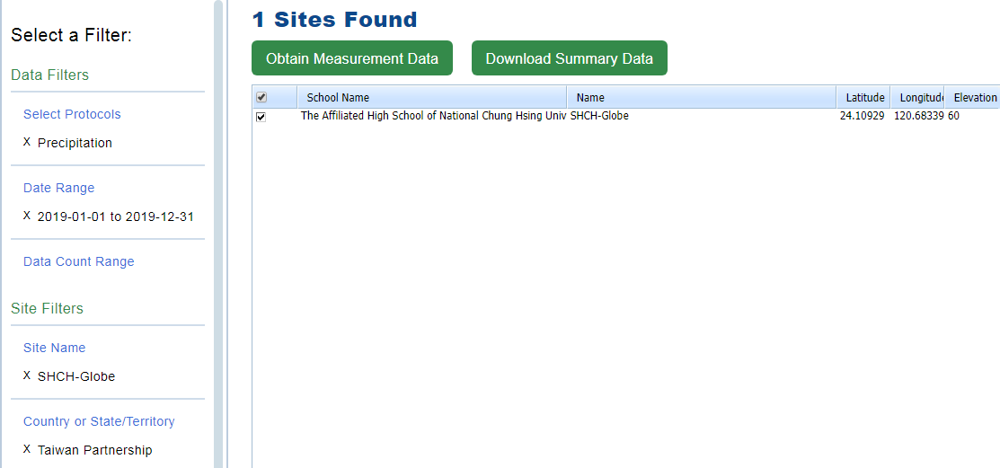 Select a Filter:
Data Filters
Select Protocols
X Precipitation
Date Range
X 2019-01-01 to 2019-12-31
Data Count Range
Site Filters
Site Name
X SHCH-Globe
Country or State/Territory
X Taiwan Partnership
1 Sites Found
Obtain Measurement Data Download Summary Data
School Name Name Latitude Longitude Elevation
The Affiliated High School of National Chung Hsing Univ SHCH-Globe 24.10929 120.68339 60